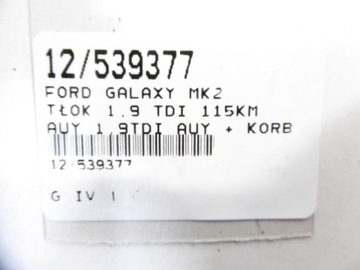 12/539377
FORD GALAXY MK2
TŁOK 1.9 TDI 115KM
AUY 1.9TDI AUY + KORB
12/539377
G IV 1